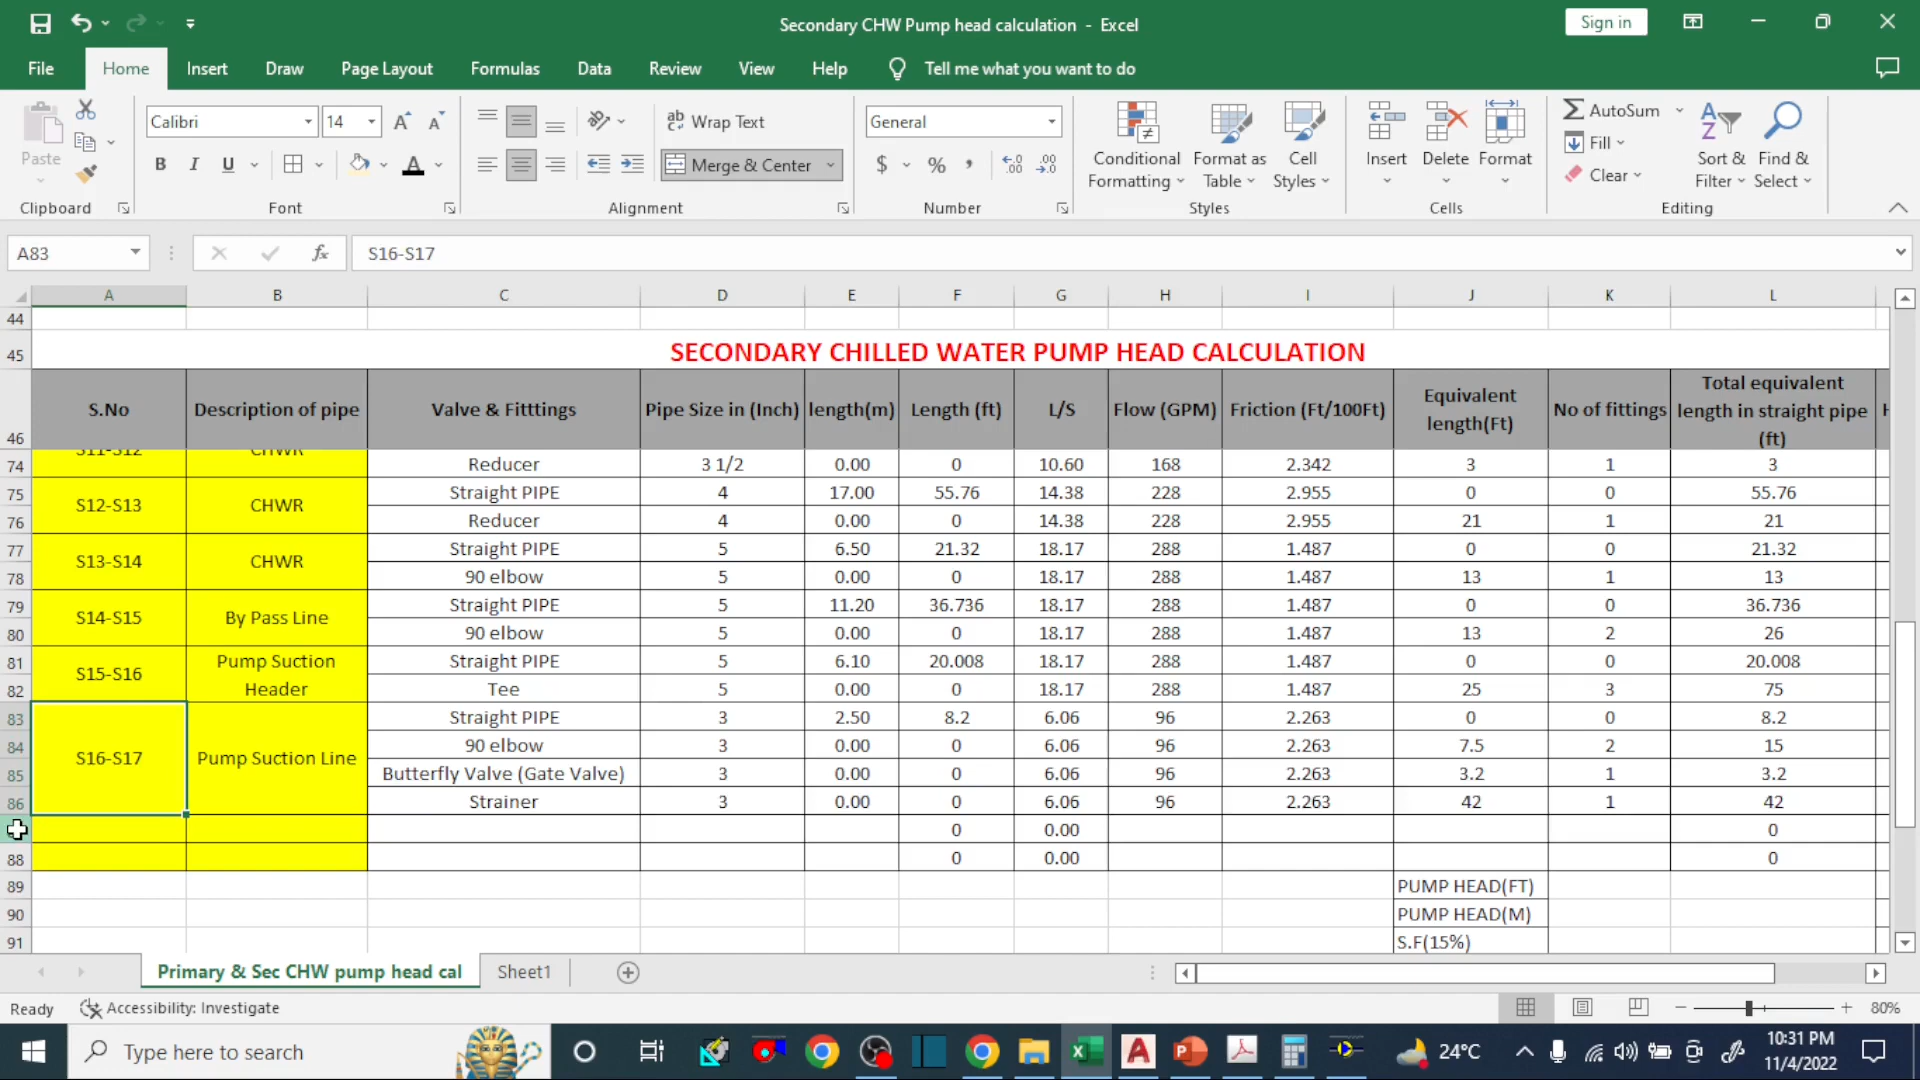 Secondary CHW Pump head calculation - Excel
Sign in
File Home Insert Draw Page Layout Formulas Data Review View Help Tell me what you want to do
Paste
Clipboard
Calibri 14
B I U A
Font
Wrap Text
Merge & Center
Alignment
General
$ % ,
Number
Conditional Formatting
Format as Table
Cell Styles
Styles
Insert Delete Format
Cells
AutoSum
Fill
Clear
Sort & Filter
Find & Select
Editing
A83 fx S16-S17
A B C D E F G H I J K L
44
45 SECONDARY CHILLED WATER PUMP HEAD CALCULATION
46 S.No Description of pipe Valve & Fitttings Pipe Size in (Inch) length(m) Length (ft) L/S Flow (GPM) Friction (Ft/100Ft) Equivalent length(Ft) No of fittings Total equivalent length in straight pipe (ft)
74 S11-S12 CHWR Reducer 3 1/2 0.00 0 10.60 168 2.342 3 1 3
75 S12-S13 CHWR Straight PIPE 4 17.00 55.76 14.38 228 2.955 0 0 55.76
76 Reducer 4 0.00 0 14.38 228 2.955 21 1 21
77 S13-S14 CHWR Straight PIPE 5 6.50 21.32 18.17 288 1.487 0 0 21.32
78 90 elbow 5 0.00 0 18.17 288 1.487 13 1 13
79 S14-S15 By Pass Line Straight PIPE 5 11.20 36.736 18.17 288 1.487 0 0 36.736
80 90 elbow 5 0.00 0 18.17 288 1.487 13 2 26
81 S15-S16 Pump Suction Header Straight PIPE 5 6.10 20.008 18.17 288 1.487 0 0 20.008
82 Tee 5 0.00 0 18.17 288 1.487 25 3 75
83 S16-S17 Pump Suction Line Straight PIPE 3 2.50 8.2 6.06 96 2.263 0 0 8.2
84 90 elbow 3 0.00 0 6.06 96 2.263 7.5 2 15
85 Butterfly Valve (Gate Valve) 3 0.00 0 6.06 96 2.263 3.2 1 3.2
86 Strainer 3 0.00 0 6.06 96 2.263 42 1 42
0 0.00 0
88 0 0.00 0
89 PUMP HEAD(FT)
90 PUMP HEAD(M)
91 S.F(15%)
Primary & Sec CHW pump head cal Sheet1
Ready Accessibility: Investigate 80%
Type here to search
24°C
10:31 PM
11/4/2022